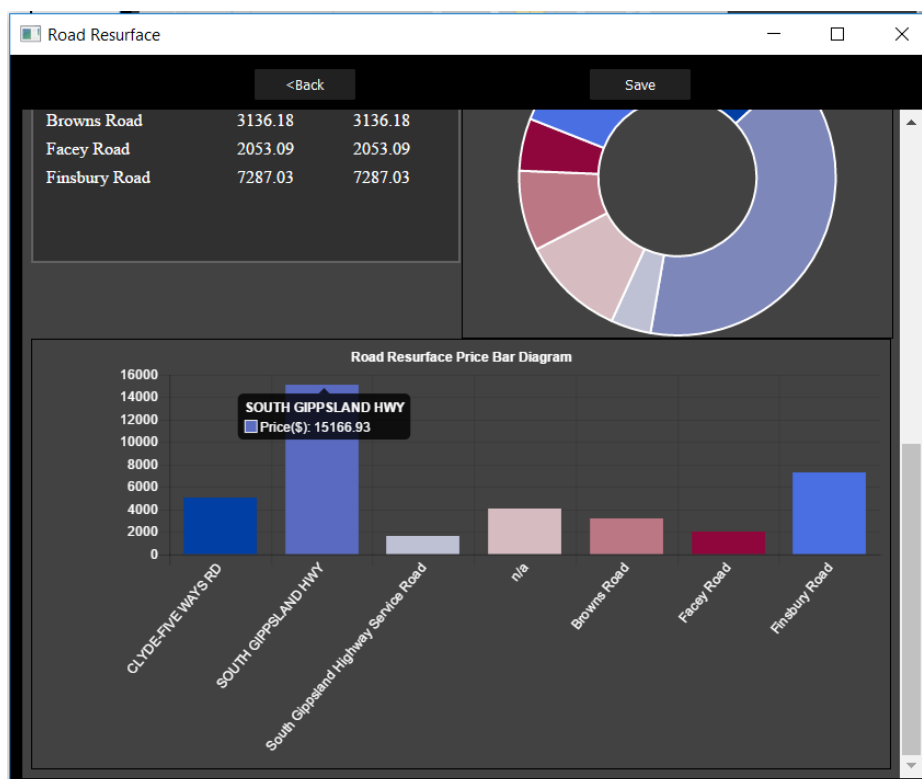 Road Resurface
<Back Save
Browns Road 3136.18 3136.18
Facey Road 2053.09 2053.09
Finsbury Road 7287.03 7287.03
Road Resurface Price Bar Diagram
16000
14000
12000
10000
8000
6000
4000
2000
0
SOUTH GIPPSLAND HWY
Price($): 15166.93
CLYDE-FIVE WAYS RD
SOUTH GIPPSLAND HWY
South Gippsland Highway Service Road
n/a
Browns Road
Facey Road
Finsbury Road